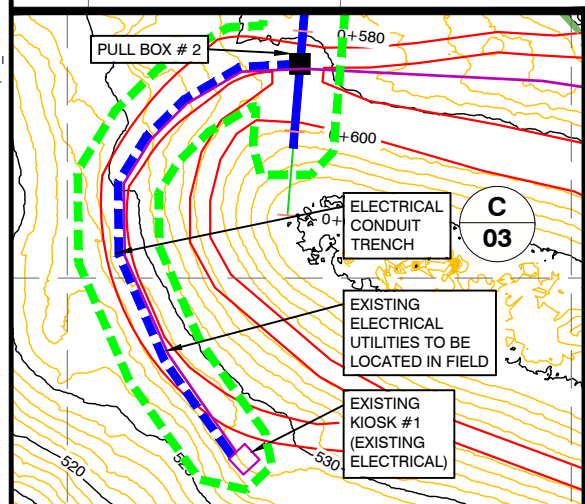 PULL BOX # 2
0+580
0+600
ELECTRICAL
CONDUIT
TRENCH
C
03
EXISTING
ELECTRICAL
UTILITIES TO BE
LOCATED IN FIELD
EXISTING
KIOSK #1
(EXISTING
ELECTRICAL)
520
530